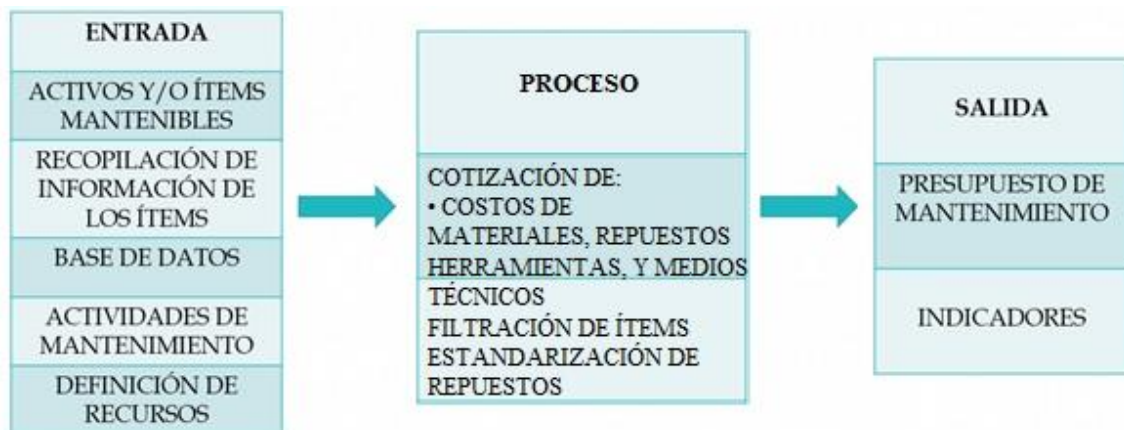 ENTRADA
ACTIVOS Y/O ÍTEMS
MANTENIBLES
RECOPILACIÓN DE
INFORMACIÓN DE
LOS ÍTEMS
BASE DE DATOS
ACTIVIDADES DE
MANTENIMIENTO
DEFINICIÓN DE
RECURSOS
PROCESO
COTIZACIÓN DE:
• COSTOS DE
MATERIALES, REPUESTOS
HERRAMIENTAS, Y MEDIOS
TÉCNICOS
FILTRACIÓN DE ÍTEMS
ESTANDARIZACIÓN DE
REPUESTOS
SALIDA
PRESUPUESTO DE
MANTENIMIENTO
INDICADORES